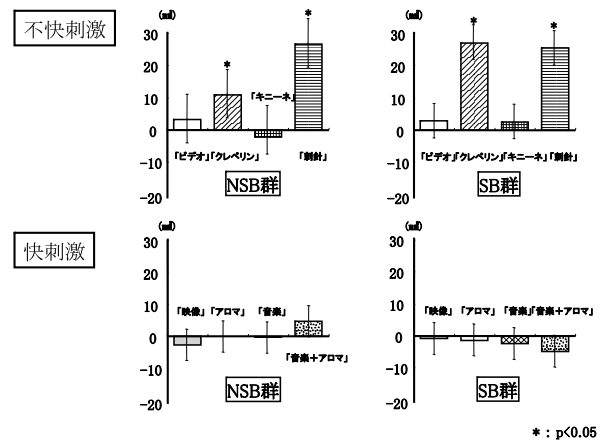 不快刺激
(ml)
30
20
10
0
-10
-20
*
*
「キニーネ」
「ビデオ」「クレペリン」
「刺針」
NSB群
(ml)
30
20
10
0
-10
-20
*
*
「ビデオ」「クレペリン」「キニーネ」「刺針」
SB群
快刺激
(ml)
30
20
10
0
-10
-20
「映像」「アロマ」
「音楽」
「音楽+アロマ」
NSB群
(ml)
30
20
10
0
-10
-20
「映像」「アロマ」「音楽」「音楽+アロマ」
SB群
*:p<0.05